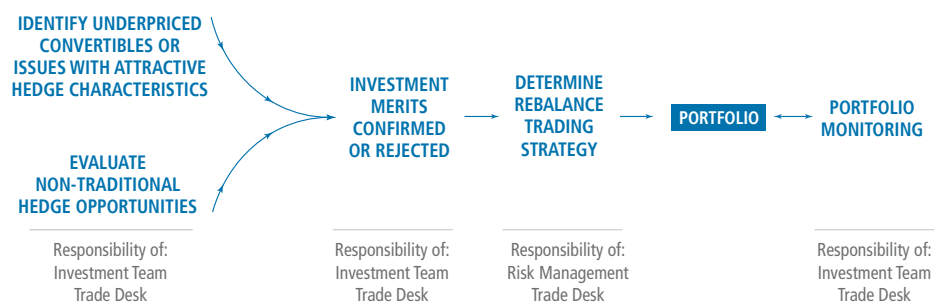 IDENTIFY UNDERPRICED
CONVERTIBLES OR
ISSUES WITH ATTRACTIVE
HEDGE CHARACTERISTICS
EVALUATE
NON-TRADITIONAL
HEDGE OPPORTUNITIES
Responsibility of:
Investment Team
Trade Desk
INVESTMENT
MERITS
CONFIRMED
OR REJECTED
Responsibility of:
Investment Team
Trade Desk
DETERMINE
REBALANCE
TRADING
STRATEGY
Responsibility of:
Risk Management
Trade Desk
PORTFOLIO
PORTFOLIO
MONITORING
Responsibility of:
Investment Team
Trade Desk